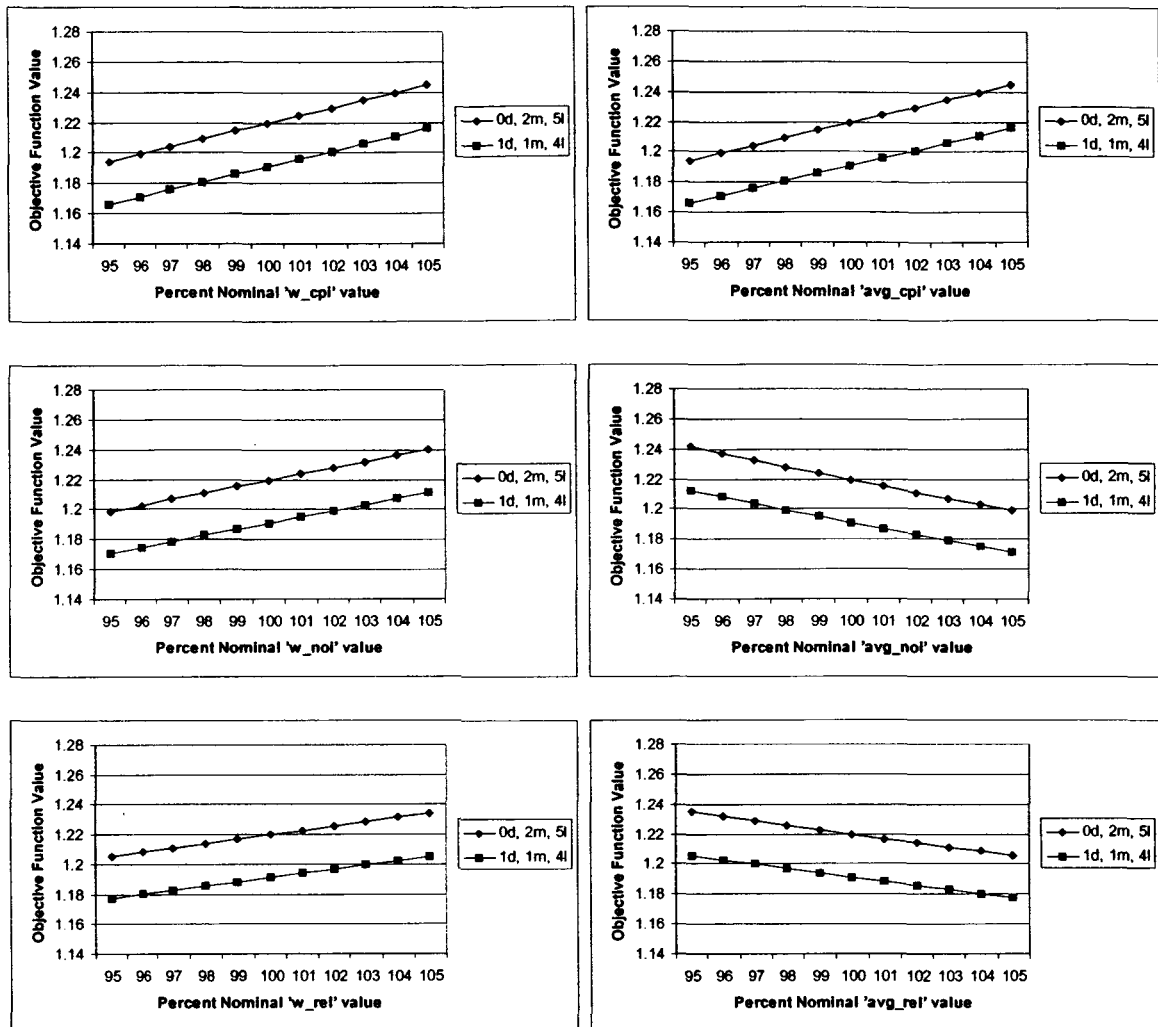 1.28
1.26
1.24
1.22
1.2
1.18
1.16
1.14
Objective Function Value
95 96 97 98 99 100 101 102 103 104 105
Percent Nominal 'w_cpi' value
0d, 2m, 5l
1d, 1m, 4l
1.28
1.26
1.24
1.22
1.2
1.18
1.16
1.14
Objective Function Value
95 96 97 98 99 100 101 102 103 104 105
Percent Nominal 'avg_cpi' value
0d, 2m, 5l
1d, 1m, 4l
1.28
1.26
1.24
1.22
1.2
1.18
1.16
1.14
Objective Function Value
95 96 97 98 99 100 101 102 103 104 105
Percent Nominal 'w_noi' value
0d, 2m, 5l
1d, 1m, 4l
1.28
1.26
1.24
1.22
1.2
1.18
1.16
1.14
Objective Function Value
95 96 97 98 99 100 101 102 103 104 105
Percent Nominal 'avg_noi' value
0d, 2m, 5l
1d, 1m, 4l
1.28
1.26
1.24
1.22
1.2
1.18
1.16
1.14
Objective Function Value
95 96 97 98 99 100 101 102 103 104 105
Percent Nominal 'w_rel' value
0d, 2m, 5l
1d, 1m, 4l
1.28
1.26
1.24
1.22
1.2
1.18
1.16
1.14
Objective Function Value
95 96 97 98 99 100 101 102 103 104 105
Percent Nominal 'avg_rel' value
0d, 2m, 5l
1d, 1m, 4l